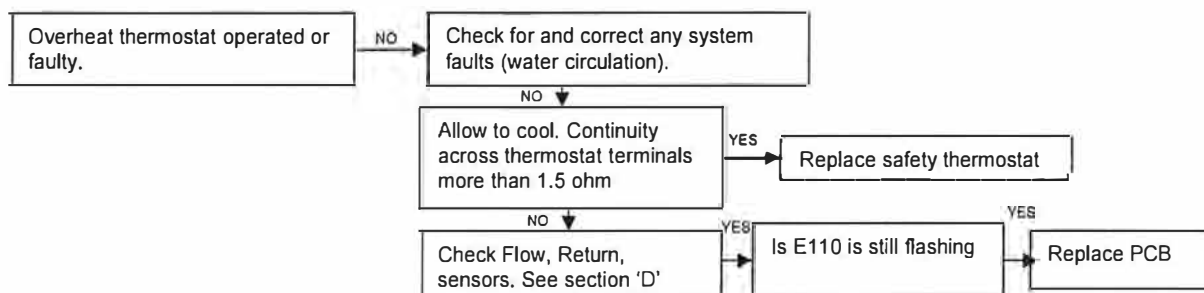 Overheat thermostat operated or
faulty.
NO
Check for and correct any system
faults (water circulation).
NO
Allow to cool. Continuity
across thermostat terminals
more than 1.5 ohm
YES
Replace safety thermostat
NO
Check Flow, Return,
sensors. See section 'D'
YES
Is E110 is still flashing
YES
Replace PCB